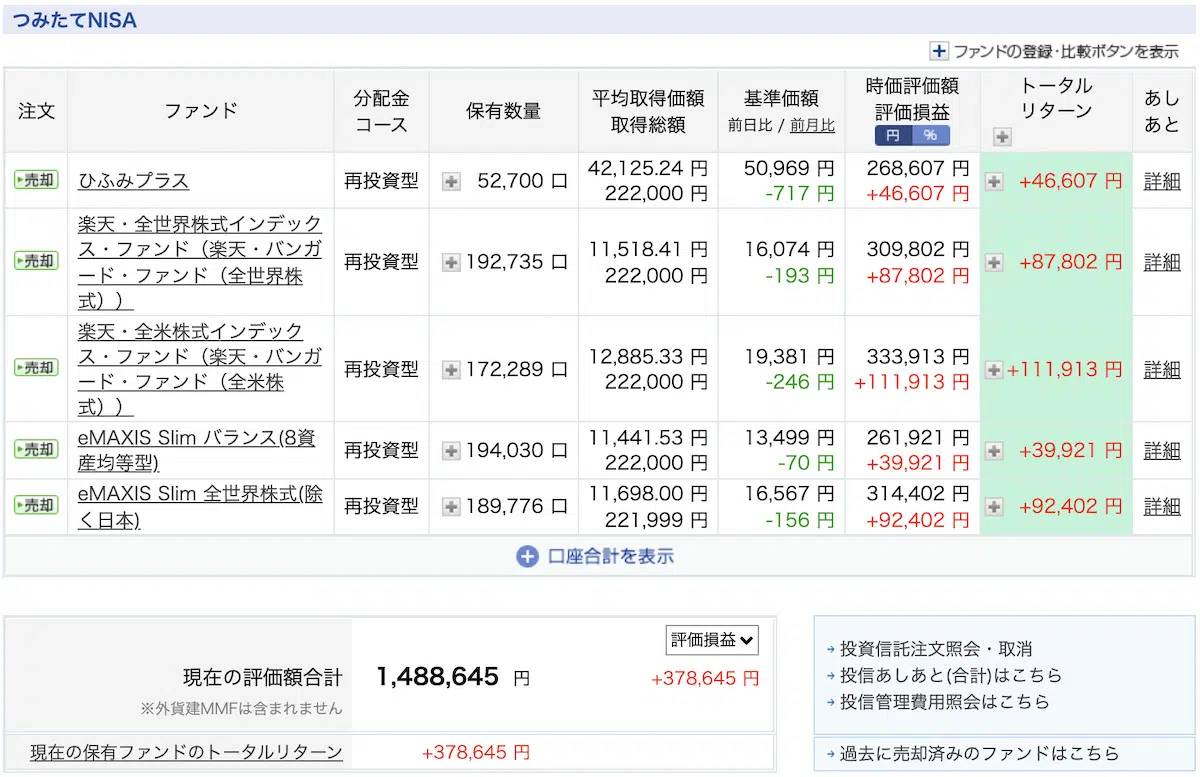 つみたてNISA
ファンドの登録・比較ボタンを表示
注文
ファンド
分配金
コース
保有数量
平均取得価額
取得総額
基準価額
前日比 / 前月比
時価評価額
評価損益
円 %
トータル
リターン
あし
あと
売却
ひふみプラス
再投資型
52,700 口
42,125.24 円
222,000 円
50,969 円
-717 円
268,607 円
+46,607 円
+46,607 円
詳細
売却
楽天・全世界株式インデック
ス・ファンド（楽天・バンガ
ード・ファンド（全世界株
式））
再投資型
192,735 口
11,518.41 円
222,000 円
16,074 円
-193 円
309,802 円
+87,802 円
+87,802 円
詳細
売却
楽天・全米株式インデック
ス・ファンド（楽天・バンガ
ード・ファンド（全米株
式））
再投資型
172,289 口
12,885.33 円
222,000 円
19,381 円
-246 円
333,913 円
+111,913 円
+111,913 円
詳細
売却
eMAXIS Slim バランス(8資
産均等型)
再投資型
194,030 口
11,441.53 円
222,000 円
13,499 円
-70 円
261,921 円
+39,921 円
+39,921 円
詳細
売却
eMAXIS Slim 全世界株式(除
く日本)
再投資型
189,776 口
11,698.00 円
221,999 円
16,567 円
-156 円
314,402 円
+92,402 円
+92,402 円
詳細
口座合計を表示
評価損益
現在の評価額合計
1,488,645 円
+378,645 円
※外貨建MMFは含まれません
現在の保有ファンドのトータルリターン
+378,645 円
投資信託注文照会・取消
投信あしあと(合計)はこちら
投信管理費用照会はこちら
過去に売却済みのファンドはこちら